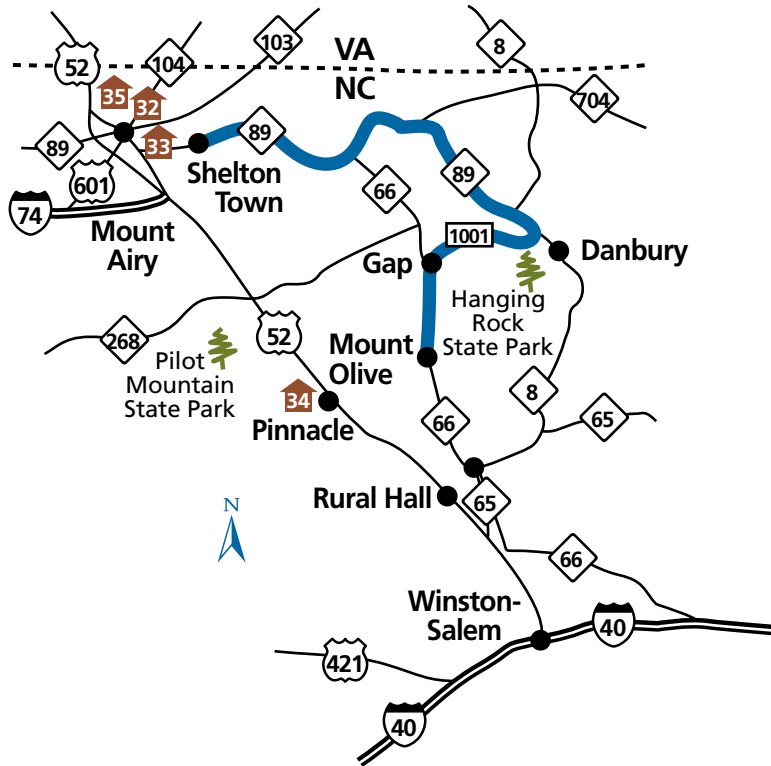 8
103
VA
52
104
NC
35
32
704
33
89
89
Shelton
Town
89
601
66
74
1001
Mount
Airy
Gap
Danbury
Hanging
Rock
State Park
268
52
Pilot
Mountain
State Park
Mount
Olive
8
34
66
65
Pinnacle
Rural Hall
65
N
66
Winston-
Salem
40
421
40